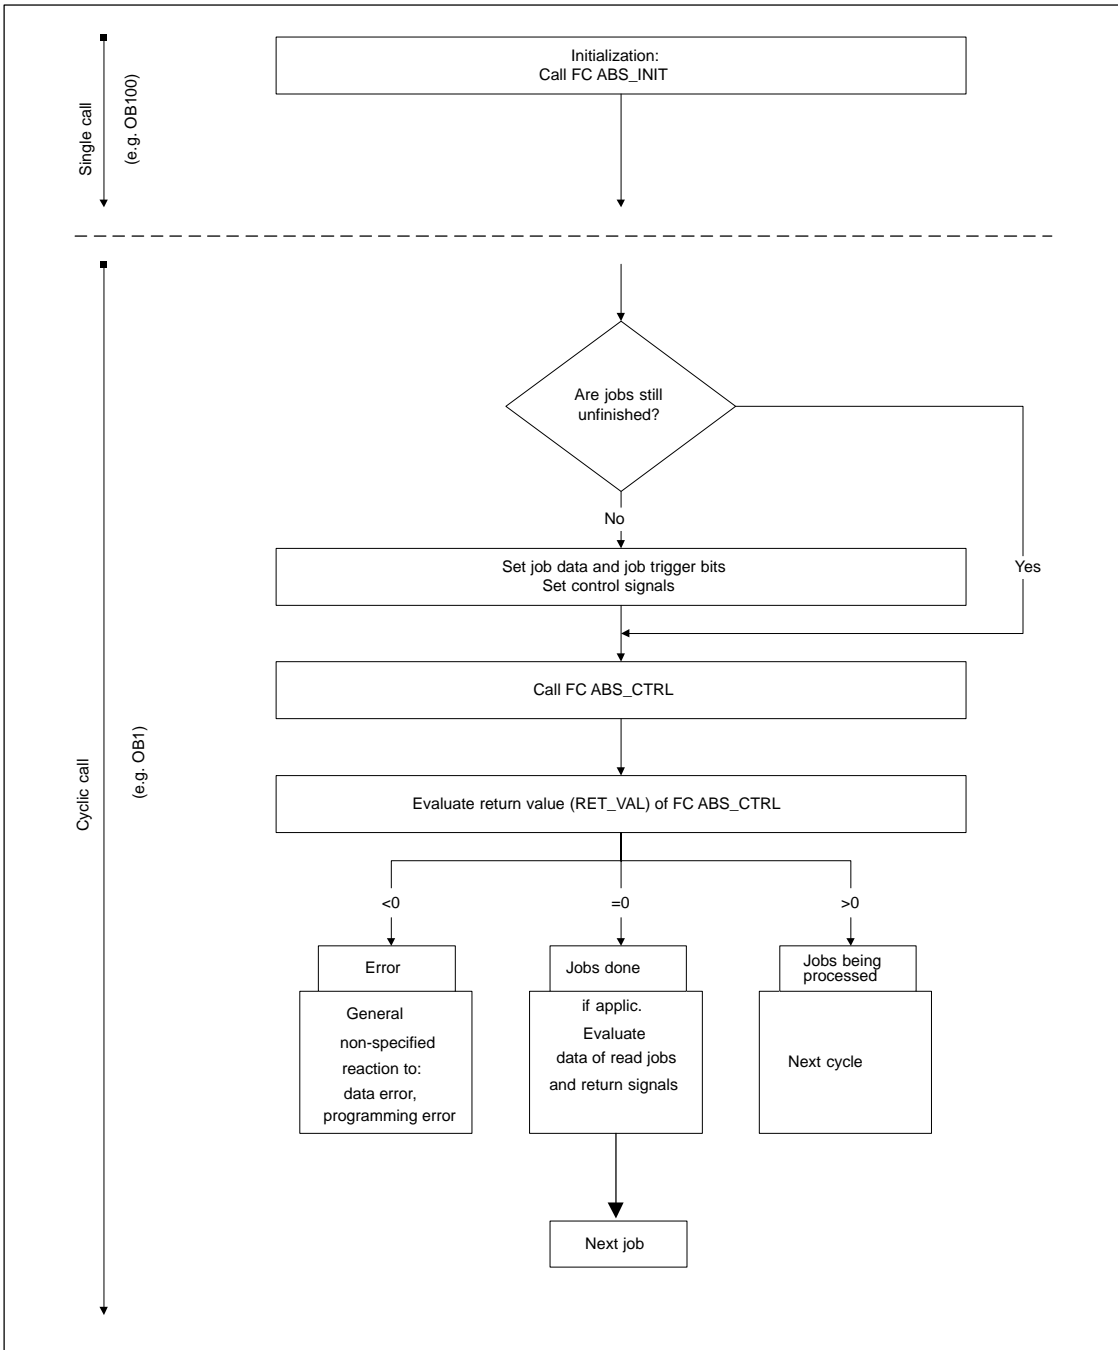 Initialization:
Call FC ABS_INIT
Single call
(e.g. OB100)
Are jobs still
unfinished?
No
Yes
Set job data and job trigger bits
Set control signals
Call FC ABS_CTRL
Cyclic call
(e.g. OB1)
Evaluate return value (RET_VAL) of FC ABS_CTRL
<0
=0
>0
Error
General
non-specified
reaction to:
data error,
programming error
Jobs done
if applic.
Evaluate
data of read jobs
and return signals
Jobs being
processed
Next cycle
Next job